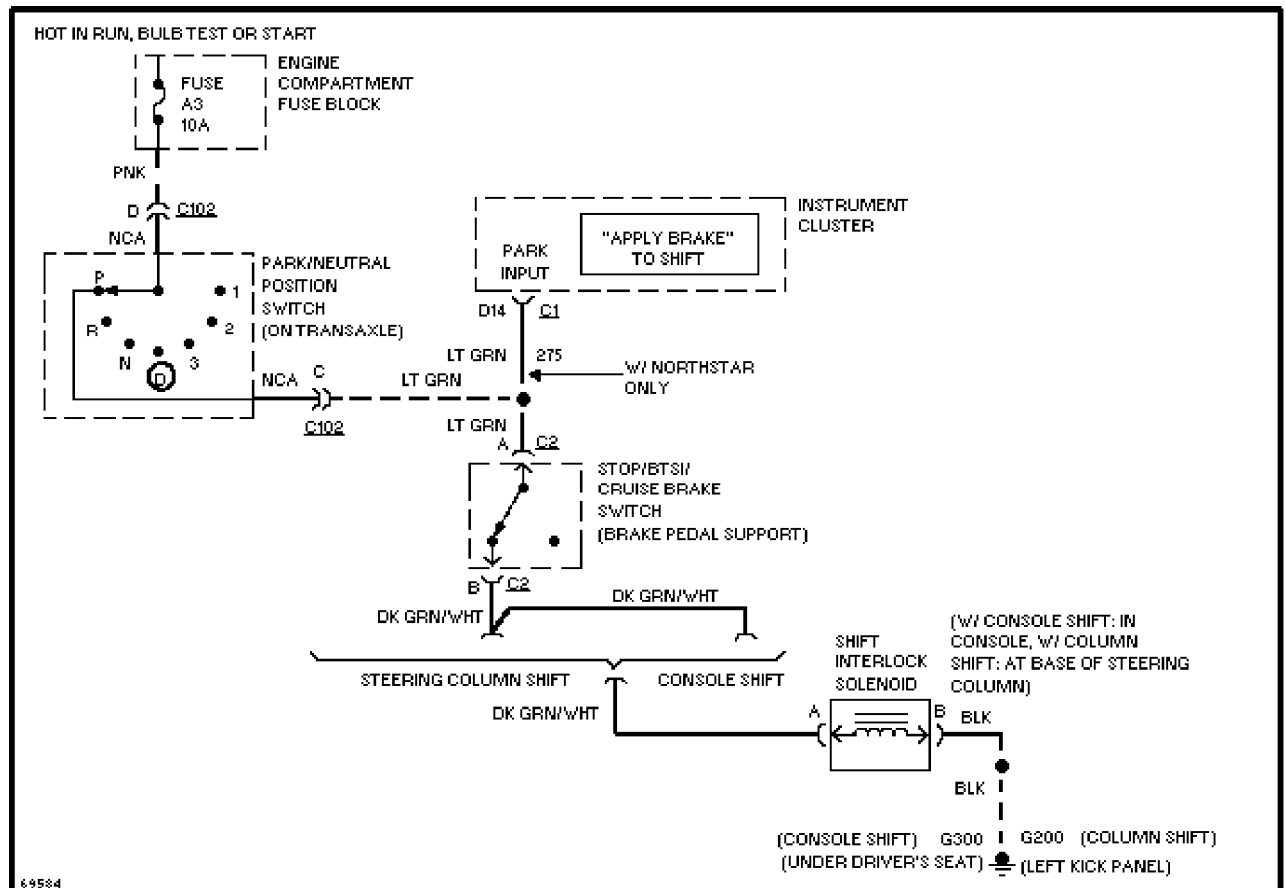 HOT IN RUN, BULB TEST OR START
ENGINE
COMPARTMENT
FUSE BLOCK
FUSE
A3
10A
PNK
D C102
NCA
PARK/NEUTRAL
POSITION
SWITCH
(ON TRANSAXLE)
P
R
N
D
3
2
1
NCA
C
C102
LT GRN
INSTRUMENT
CLUSTER
"APPLY BRAKE"
TO SHIFT
PARK
INPUT
D14 C1
LT GRN 275
W/ NORTHSTAR
ONLY
LT GRN
A C2
STOP/BTSI/
CRUISE BRAKE
SWITCH
(BRAKE PEDAL SUPPORT)
B C2
DK GRN/WHT
DK GRN/WHT
STEERING COLUMN SHIFT
CONSOLE SHIFT
DK GRN/WHT
SHIFT
INTERLOCK
SOLENOID
(W/ CONSOLE SHIFT: IN
CONSOLE, W/ COLUMN
SHIFT: AT BASE OF STEERING
COLUMN)
A
B
BLK
BLK
(CONSOLE SHIFT) G300
(UNDER DRIVER'S SEAT)
G200 (COLUMN SHIFT)
(LEFT KICK PANEL)
69584